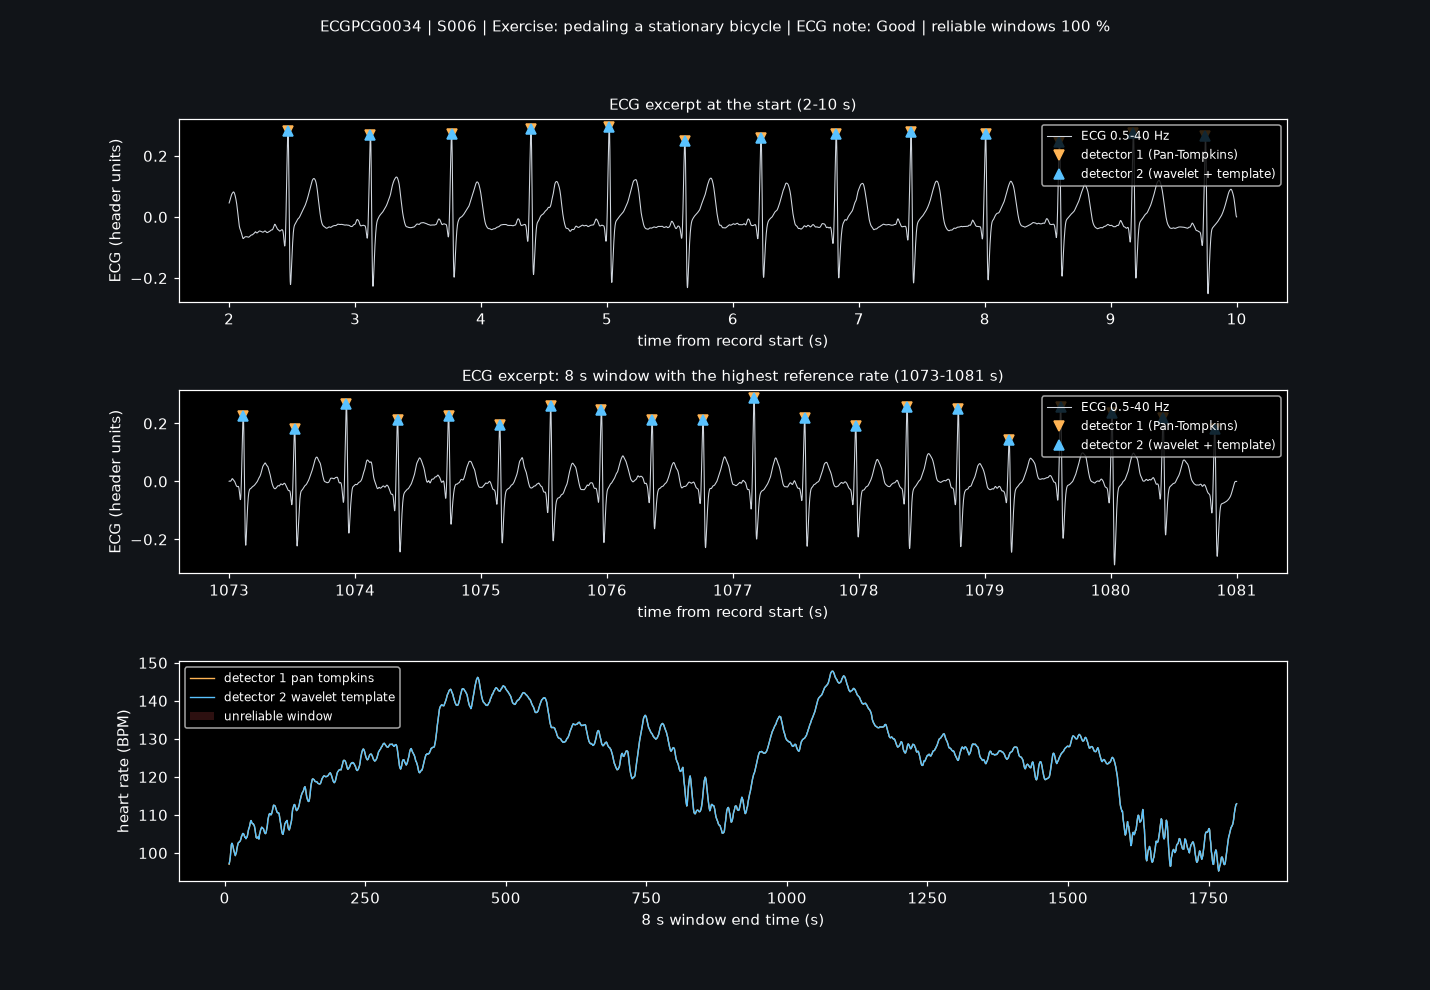 ECGPCG0034 | S006 | Exercise: pedaling a stationary bicycle | ECG note: Good | reliable windows 100 %
ECG excerpt at the start (2-10 s)
ECG (header units)
0.2
0.0
−0.2
ECG 0.5-40 Hz
detector 1 (Pan-Tompkins)
detector 2 (wavelet + template)
2 3 4 5 6 7 8 9 10
time from record start (s)
ECG excerpt: 8 s window with the highest reference rate (1073-1081 s)
ECG (header units)
0.2
0.0
−0.2
ECG 0.5-40 Hz
detector 1 (Pan-Tompkins)
detector 2 (wavelet + template)
1073 1074 1075 1076 1077 1078 1079 1080 1081
time from record start (s)
heart rate (BPM)
150
140
130
120
110
100
detector 1 pan tompkins
detector 2 wavelet template
unreliable window
0 250 500 750 1000 1250 1500 1750
8 s window end time (s)